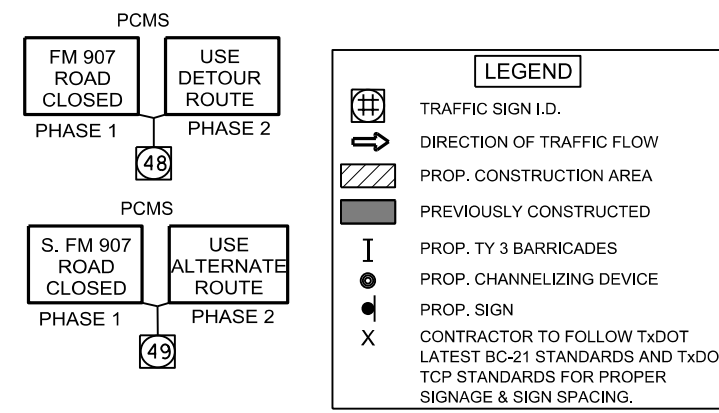 PCMS
FM 907
ROAD
CLOSED
USE
DETOUR
ROUTE
PHASE 1
PHASE 2
48
PCMS
S. FM 907
ROAD
CLOSED
USE
ALTERNATE
ROUTE
PHASE 1
PHASE 2
49
LEGEND
# TRAFFIC SIGN I.D.
DIRECTION OF TRAFFIC FLOW
PROP. CONSTRUCTION AREA
PREVIOUSLY CONSTRUCTED
PROP. TY 3 BARRICADES
PROP. CHANNELIZING DEVICE
PROP. SIGN
X CONTRACTOR TO FOLLOW TxDOT
LATEST BC-21 STANDARDS AND TxDO
TCP STANDARDS FOR PROPER
SIGNAGE & SIGN SPACING.